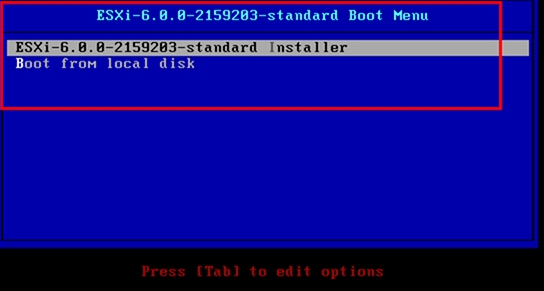 ESXi-6.0.0-2159203-standard Boot Menu
ESXi-6.0.0-2159203-standard Installer
Boot from local disk
Press [Tab] to edit options